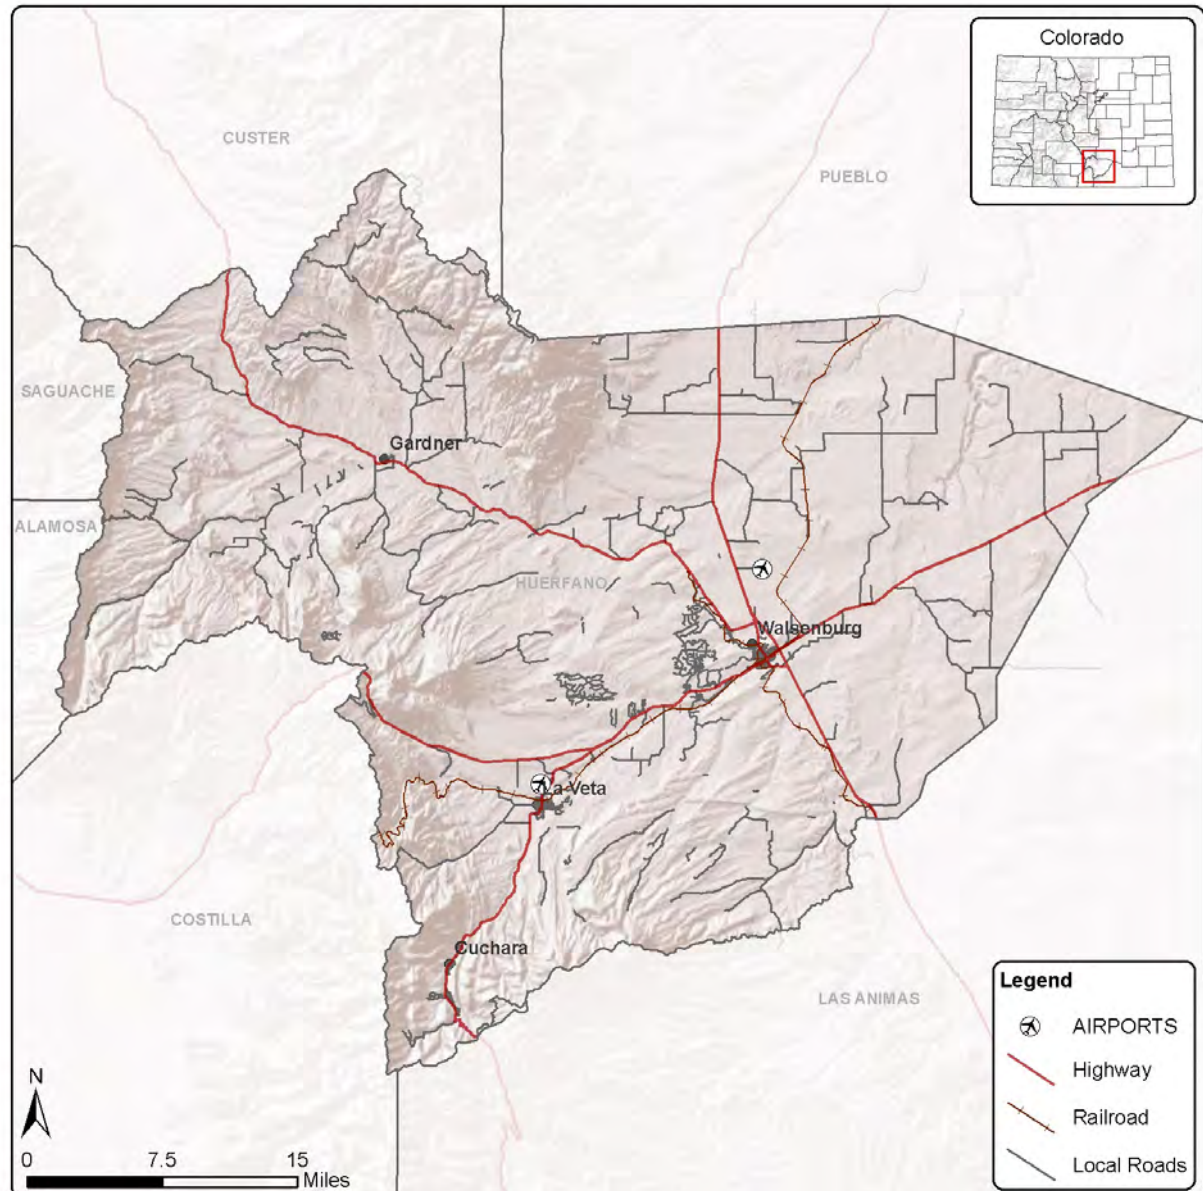 Colorado
CUSTER
PUEBLO
SAGUACHE
Gardner
ALAMOSA
HUERFANO
Walsenburg
La Veta
COSTILLA
Cuchara
LAS ANIMAS
Legend
AIRPORTS
Highway
Railroad
Local Roads
N
0 7.5 15
Miles